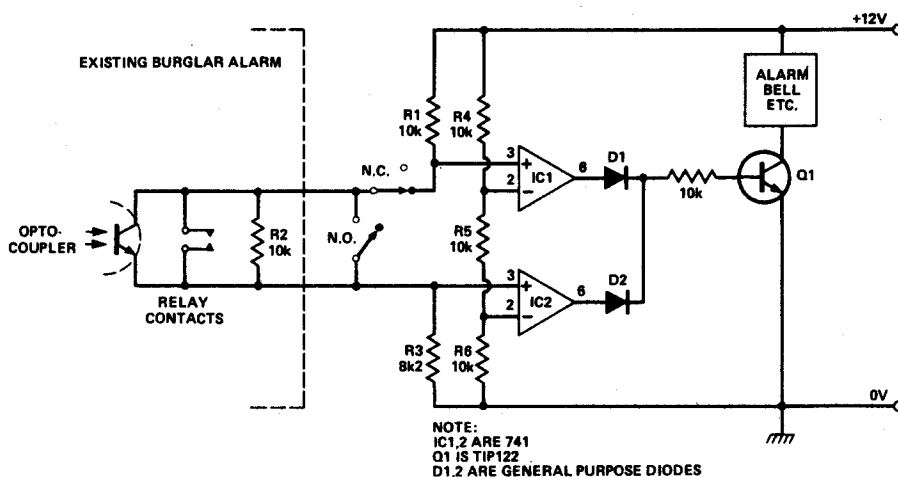 +12V
EXISTING BURGLAR ALARM
ALARM
BELL
ETC.
R1
10k
R4
10k
N.C.
3
2
6
IC1
D1
10k
Q1
OPTO-
COUPLER
R2
10k
N.O.
R5
10k
RELAY
CONTACTS
3
2
6
IC2
D2
R3
8k2
R6
10k
0V
NOTE:
IC1,2 ARE 741
Q1 IS TIP122
D1,2 ARE GENERAL PURPOSE DIODES